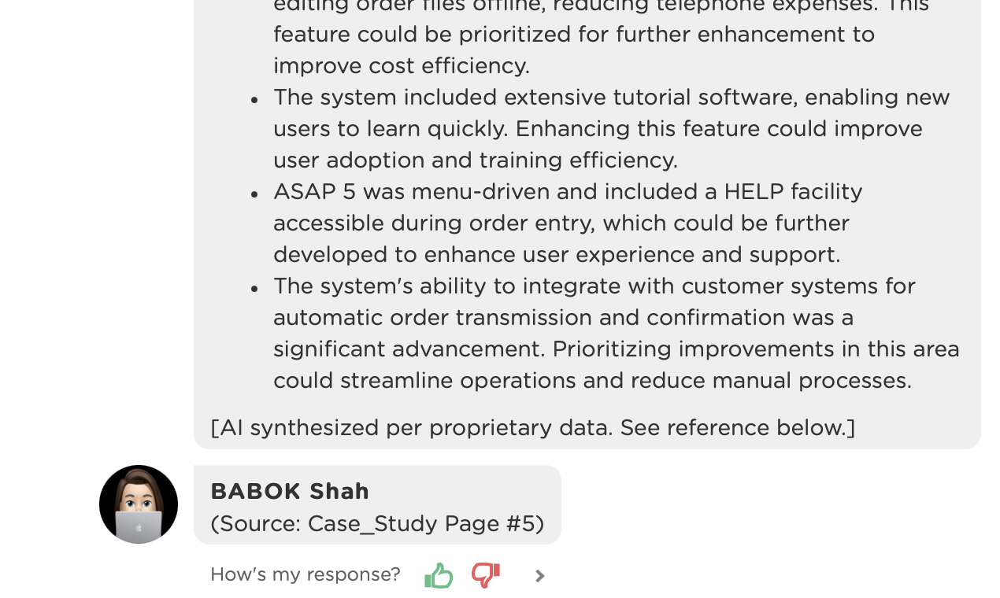 editing order files offline, reducing telephone expenses. This
feature could be prioritized for further enhancement to
improve cost efficiency.
• The system included extensive tutorial software, enabling new
users to learn quickly. Enhancing this feature could improve
user adoption and training efficiency.
• ASAP 5 was menu-driven and included a HELP facility
accessible during order entry, which could be further
developed to enhance user experience and support.
• The system's ability to integrate with customer systems for
automatic order transmission and confirmation was a
significant advancement. Prioritizing improvements in this area
could streamline operations and reduce manual processes.
[AI synthesized per proprietary data. See reference below.]
BABOK Shah
(Source: Case_Study Page #5)
How's my response?